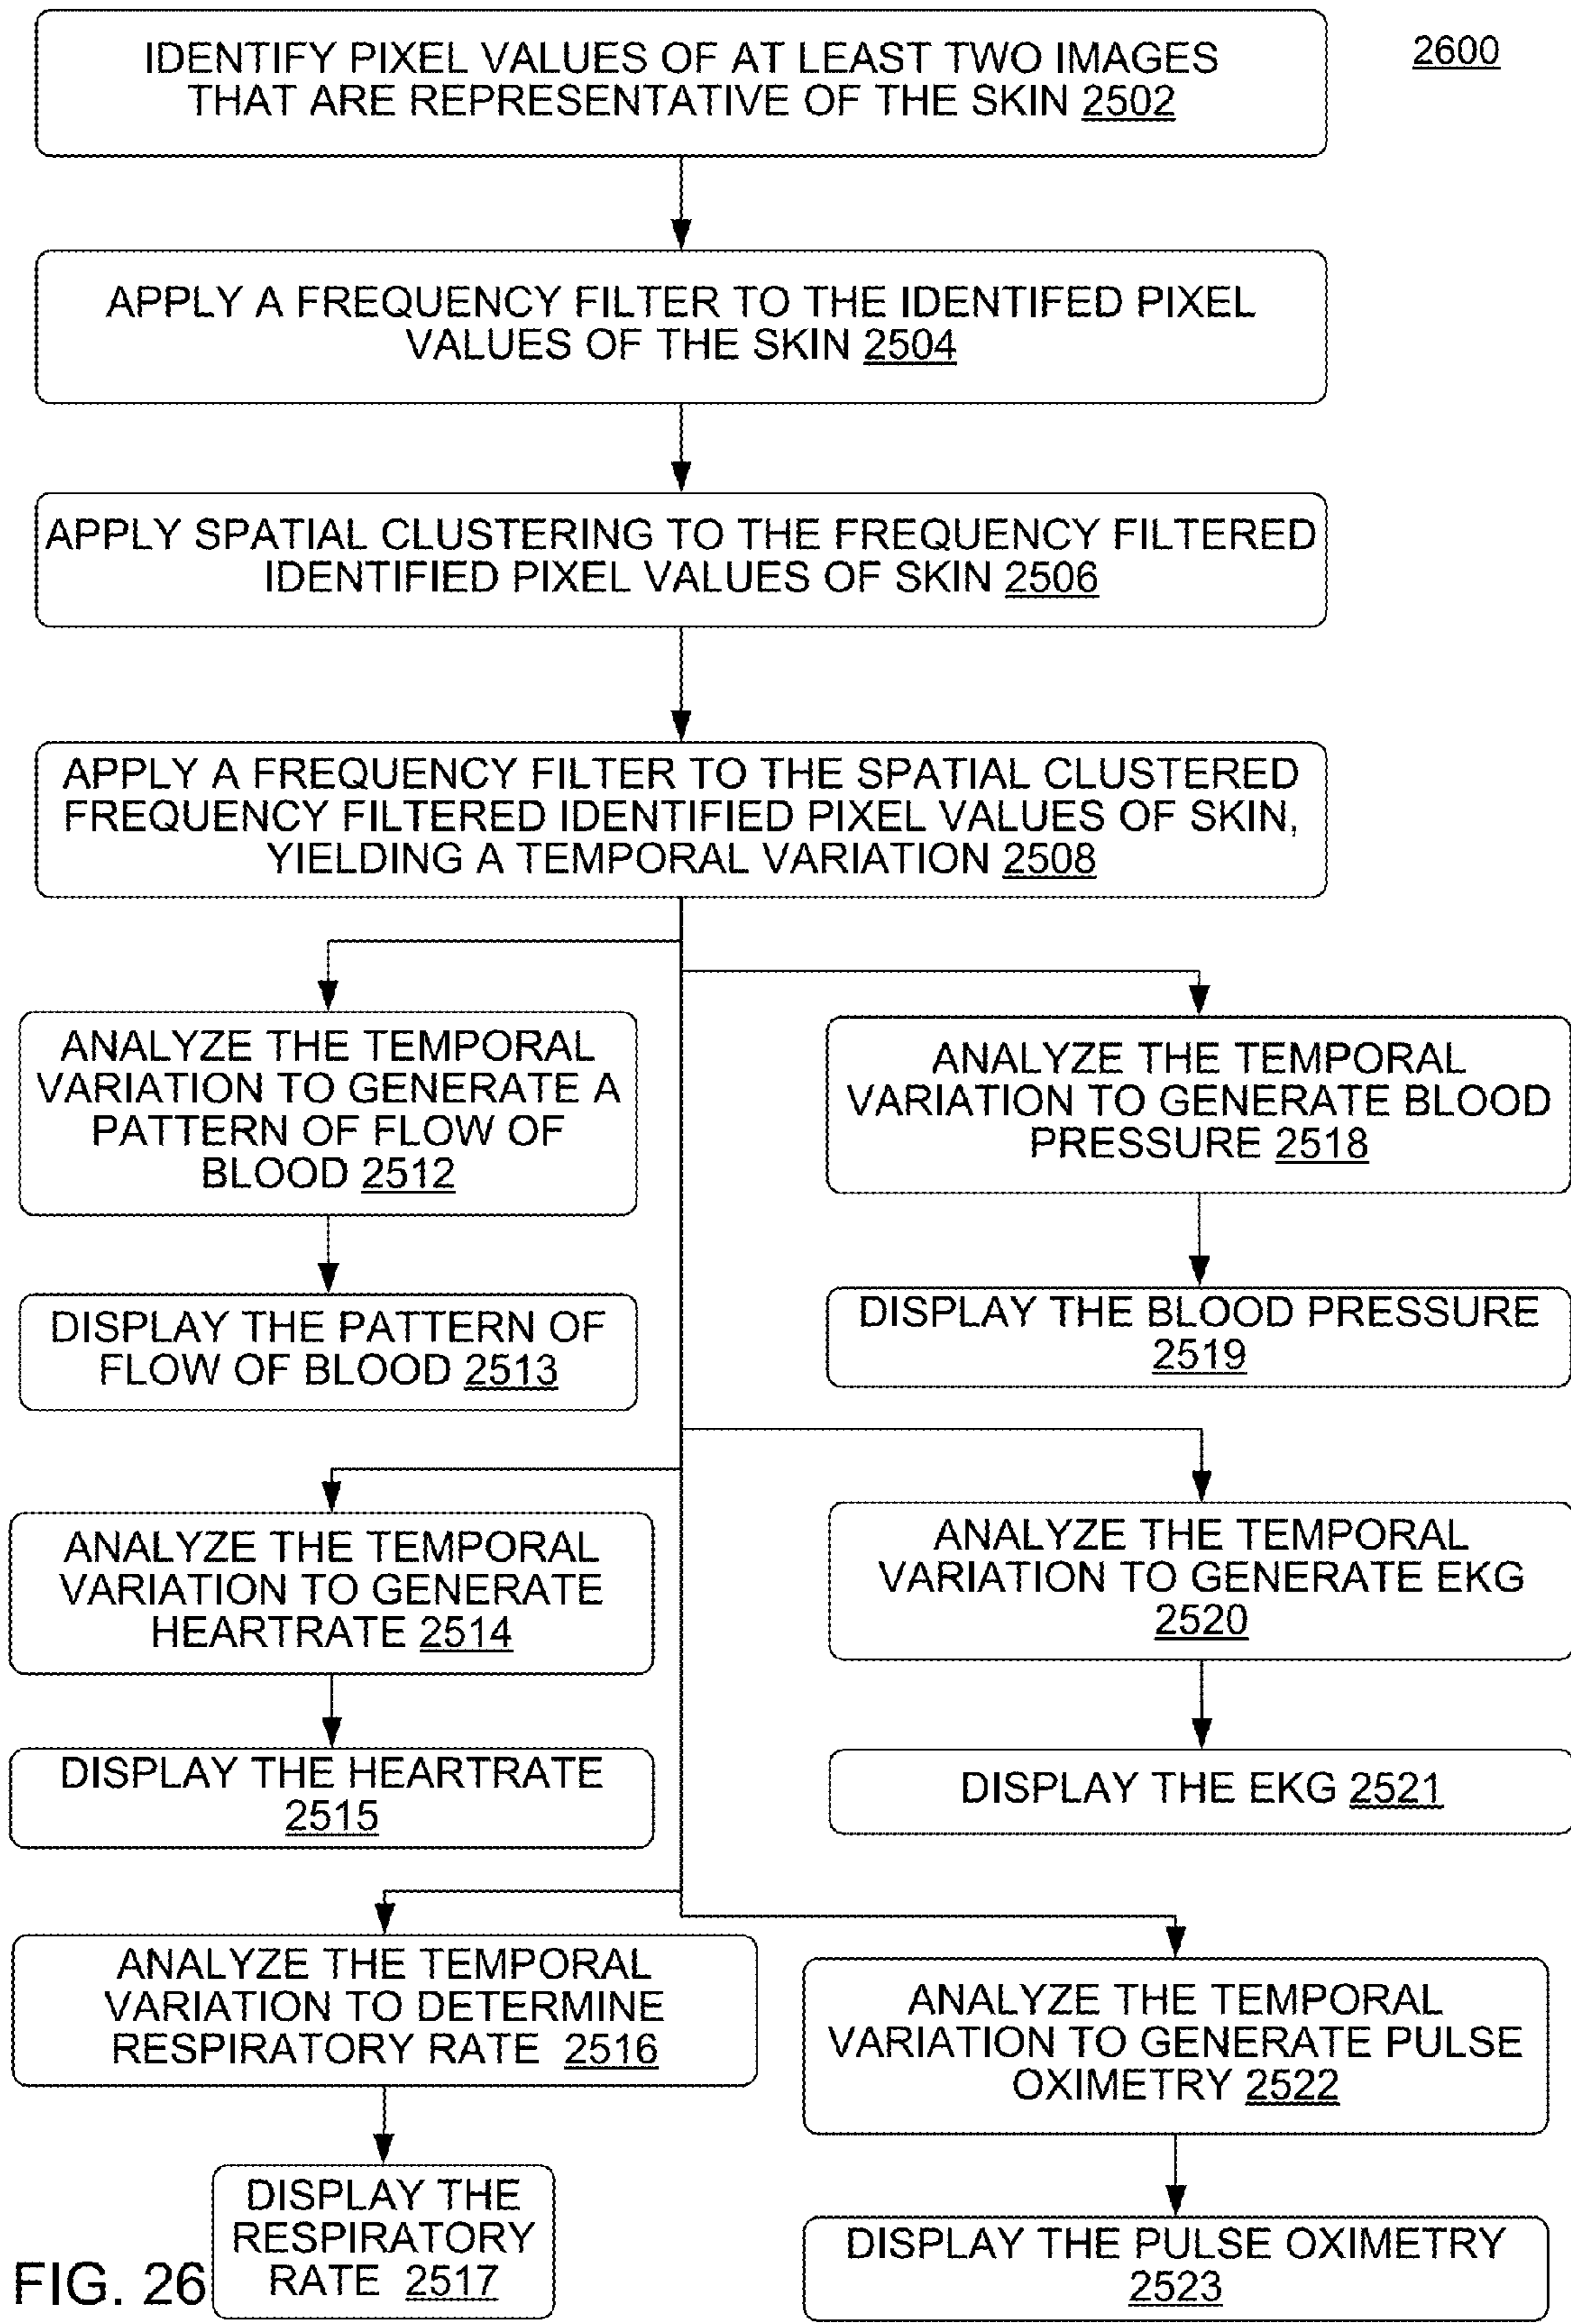 IDENTIFY PIXEL VALUES OF AT LEAST TWO IMAGES
THAT ARE REPRESENTATIVE OF THE SKIN 2502
2600
APPLY A FREQUENCY FILTER TO THE IDENTIFED PIXEL
VALUES OF THE SKIN 2504
APPLY SPATIAL CLUSTERING TO THE FREQUENCY FILTERED
IDENTIFIED PIXEL VALUES OF SKIN 2506
APPLY A FREQUENCY FILTER TO THE SPATIAL CLUSTERED
FREQUENCY FILTERED IDENTIFIED PIXEL VALUES OF SKIN,
YIELDING A TEMPORAL VARIATION 2508
ANALYZE THE TEMPORAL
VARIATION TO GENERATE A
PATTERN OF FLOW OF
BLOOD 2512
ANALYZE THE TEMPORAL
VARIATION TO GENERATE BLOOD
PRESSURE 2518
DISPLAY THE PATTERN OF
FLOW OF BLOOD 2513
DISPLAY THE BLOOD PRESSURE
2519
ANALYZE THE TEMPORAL
VARIATION TO GENERATE
HEARTRATE 2514
ANALYZE THE TEMPORAL
VARIATION TO GENERATE EKG
2520
DISPLAY THE HEARTRATE
2515
DISPLAY THE EKG 2521
ANALYZE THE TEMPORAL
VARIATION TO DETERMINE
RESPIRATORY RATE 2516
ANALYZE THE TEMPORAL
VARIATION TO GENERATE PULSE
OXIMETRY 2522
DISPLAY THE
RESPIRATORY
RATE 2517
DISPLAY THE PULSE OXIMETRY
2523
FIG. 26